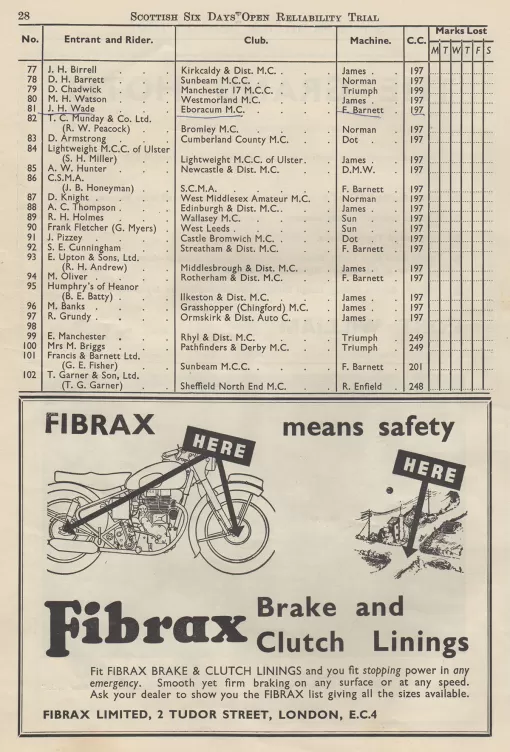 28 Scottish Six Days' Open Reliability Trial
No. Entrant and Rider. Club. Machine. C.C. Marks Lost
M T W T F S
77 J. H. Birrell Kirkcaldy & Dist. M.C. James 197
78 D. H. Barrett Sunbeam M.C.C. Norman 197
79 D. Chadwick Manchester 17 M.C.C. Triumph 199
80 M. H. Watson Westmorland M.C. James 197
81 J. H. Wade Eboracum M.C. F. Barnett 197
82 T. C. Munday & Co. Ltd.
(R. W. Peacock) Bromley M.C. Norman 197
83 D. Armstrong Cumberland County M.C. Dot 197
84 Lightweight M.C.C. of Ulster
(S. H. Miller) Lightweight M.C.C. of Ulster. James 197
85 A. W. Hunter Newcastle & Dist. M.C. D.M.W. 197
86 C.S.M.A.
(J. B. Honeyman) S.C.M.A. F. Barnett 197
87 D. Knight West Middlesex Amateur M.C. Norman 197
88 A. C. Thompson Edinburgh & Dist. M.C. James 197
89 R. H. Holmes Wallasey M.C. Sun 197
90 Frank Fletcher (G. Myers) West Leeds Sun 197
91 J. Pizzey Castle Bromwich M.C. Dot 197
92 S. E. Cunningham Streatham & Dist. M.C. F. Barnett 197
93 E. Upton & Sons, Ltd.
(R. H. Andrew) Middlesbrough & Dist. M.C. James 197
94 M. Oliver Rotherham & Dist. M.C. F. Barnett 197
95 Humphry's of Heanor
(B. E. Batty) Ilkeston & Dist. M.C. James 197
96 M. Banks Grasshopper (Chingford) M.C. James 197
97 R. Grundy Ormskirk & Dist. Auto C. James 197
98
99 E. Manchester Rhyl & Dist. M.C. Triumph 249
100 Mrs M. Briggs Pathfinders & Derby M.C. Triumph 249
101 Francis & Barnett Ltd.
(G. E. Fisher) Sunbeam M.C.C. F. Barnett 201
102 T. Garner & Son, Ltd.
(T. G. Garner) Sheffield North End M.C. R. Enfield 248
FIBRAX means safety
HERE
HERE
Fibrax Brake and
Clutch Linings
Fit FIBRAX BRAKE & CLUTCH LININGS and you fit stopping power in any
emergency. Smooth yet firm braking on any surface or at any speed.
Ask your dealer to show you the FIBRAX list giving all the sizes available.
FIBRAX LIMITED, 2 TUDOR STREET, LONDON, E.C.4